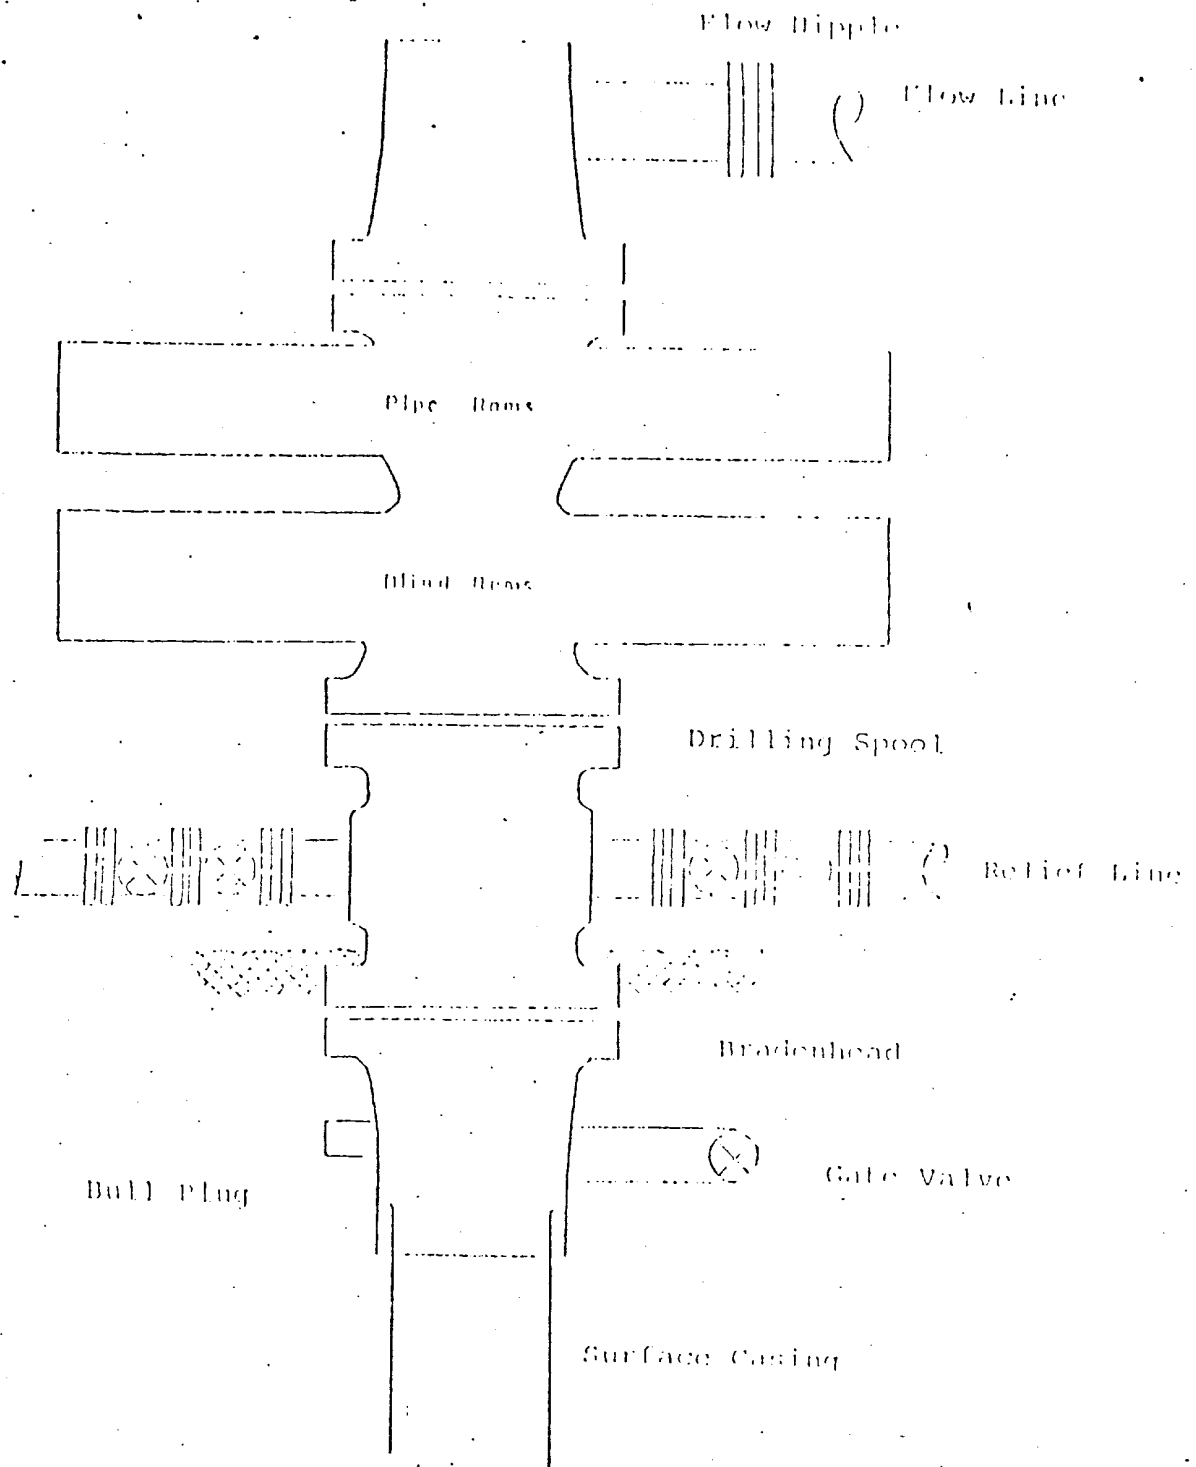 Flow Nipple
Flow Line
Pipe Rams
Blind Rams
Drilling Spool
Relief Line
Bradenhead
Gate Valve
Bull Plug
Surface Casing